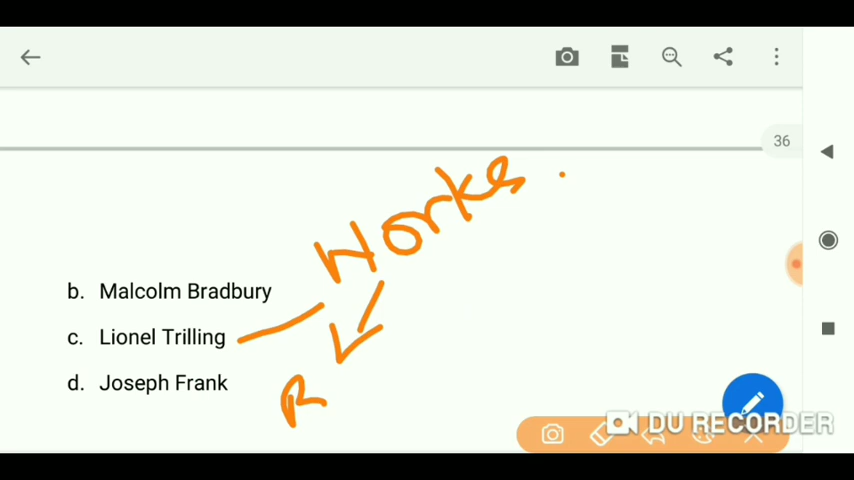 36
Works
b. Malcolm Bradbury
c. Lionel Trilling
d. Joseph Frank
R
DU RECORDER